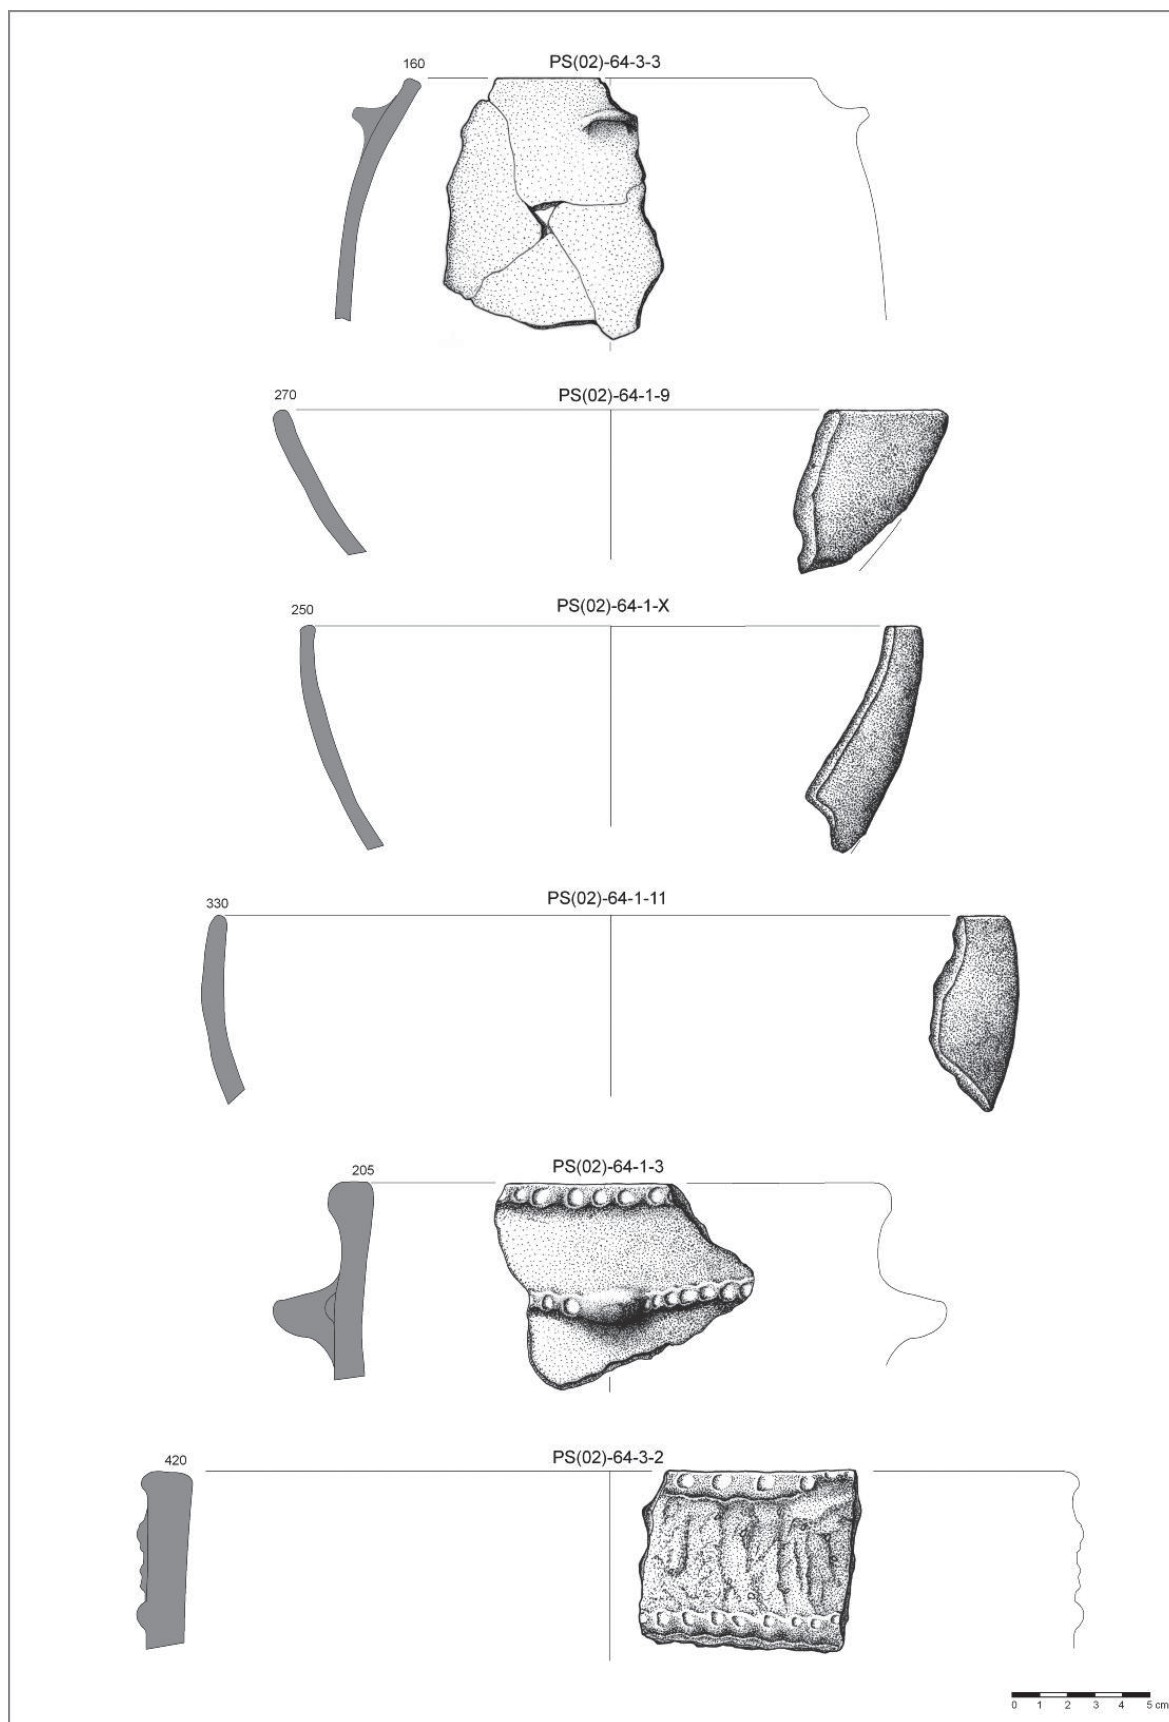 PS(02)-64-3-3
160
PS(02)-64-1-9
270
PS(02)-64-1-X
250
PS(02)-64-1-11
330
PS(02)-64-1-3
205
PS(02)-64-3-2
420
0 1 2 3 4 5 cm